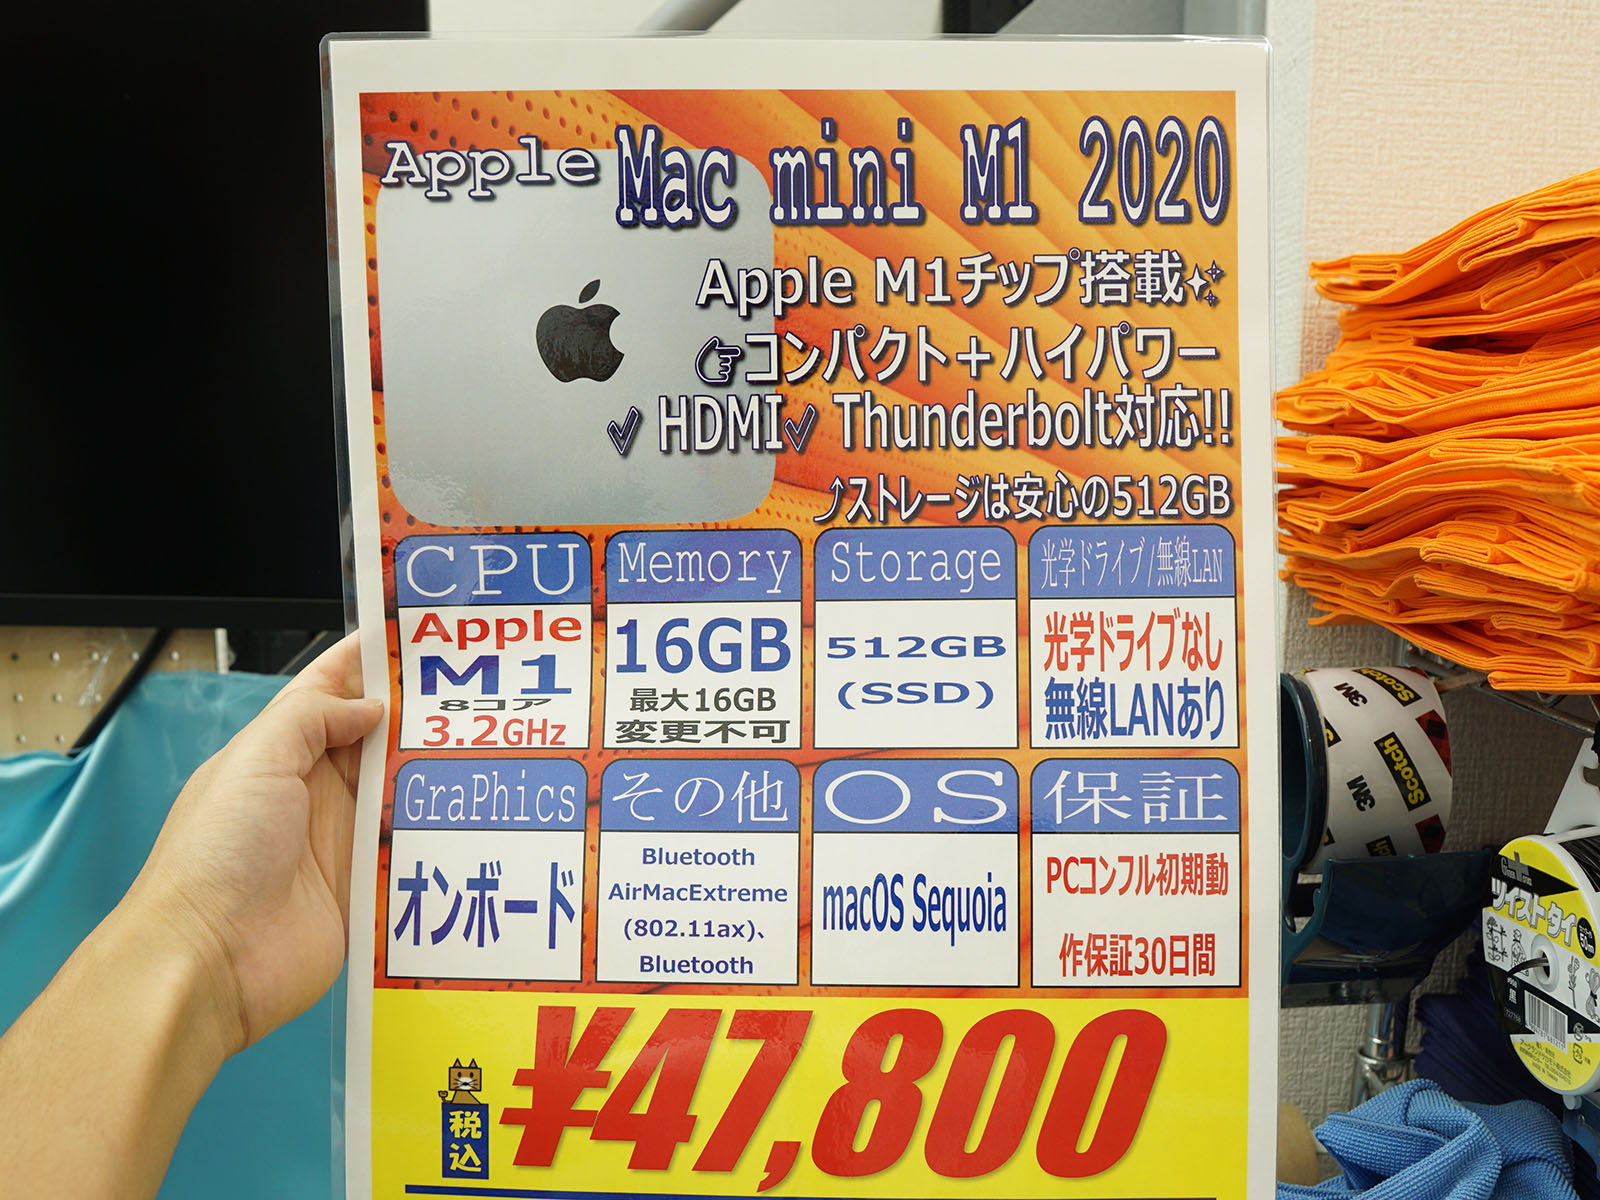 Apple Mac mini M1 2020
Apple M1チップ搭載✨
👉コンパクト＋ハイパワー
✓ HDMI✓ Thunderbolt対応!!
⤴ストレージは安心の512GB
CPU
Apple
M1
8コア
3.2GHz
Memory
16GB
最大16GB
変更不可
Storage
512GB
(SSD)
光学ドライブ/無線LAN
光学ドライブなし
無線LANあり
GraPhics
オンボード
その他
Bluetooth
AirMacExtreme
(802.11ax)、
Bluetooth
OS
macOS Sequoia
保証
PCコンフル初期動
作保証30日間
税込
¥47,800
Scotch
3M
Scotch
3M
Scotch
ツイストタイ
50m
黒